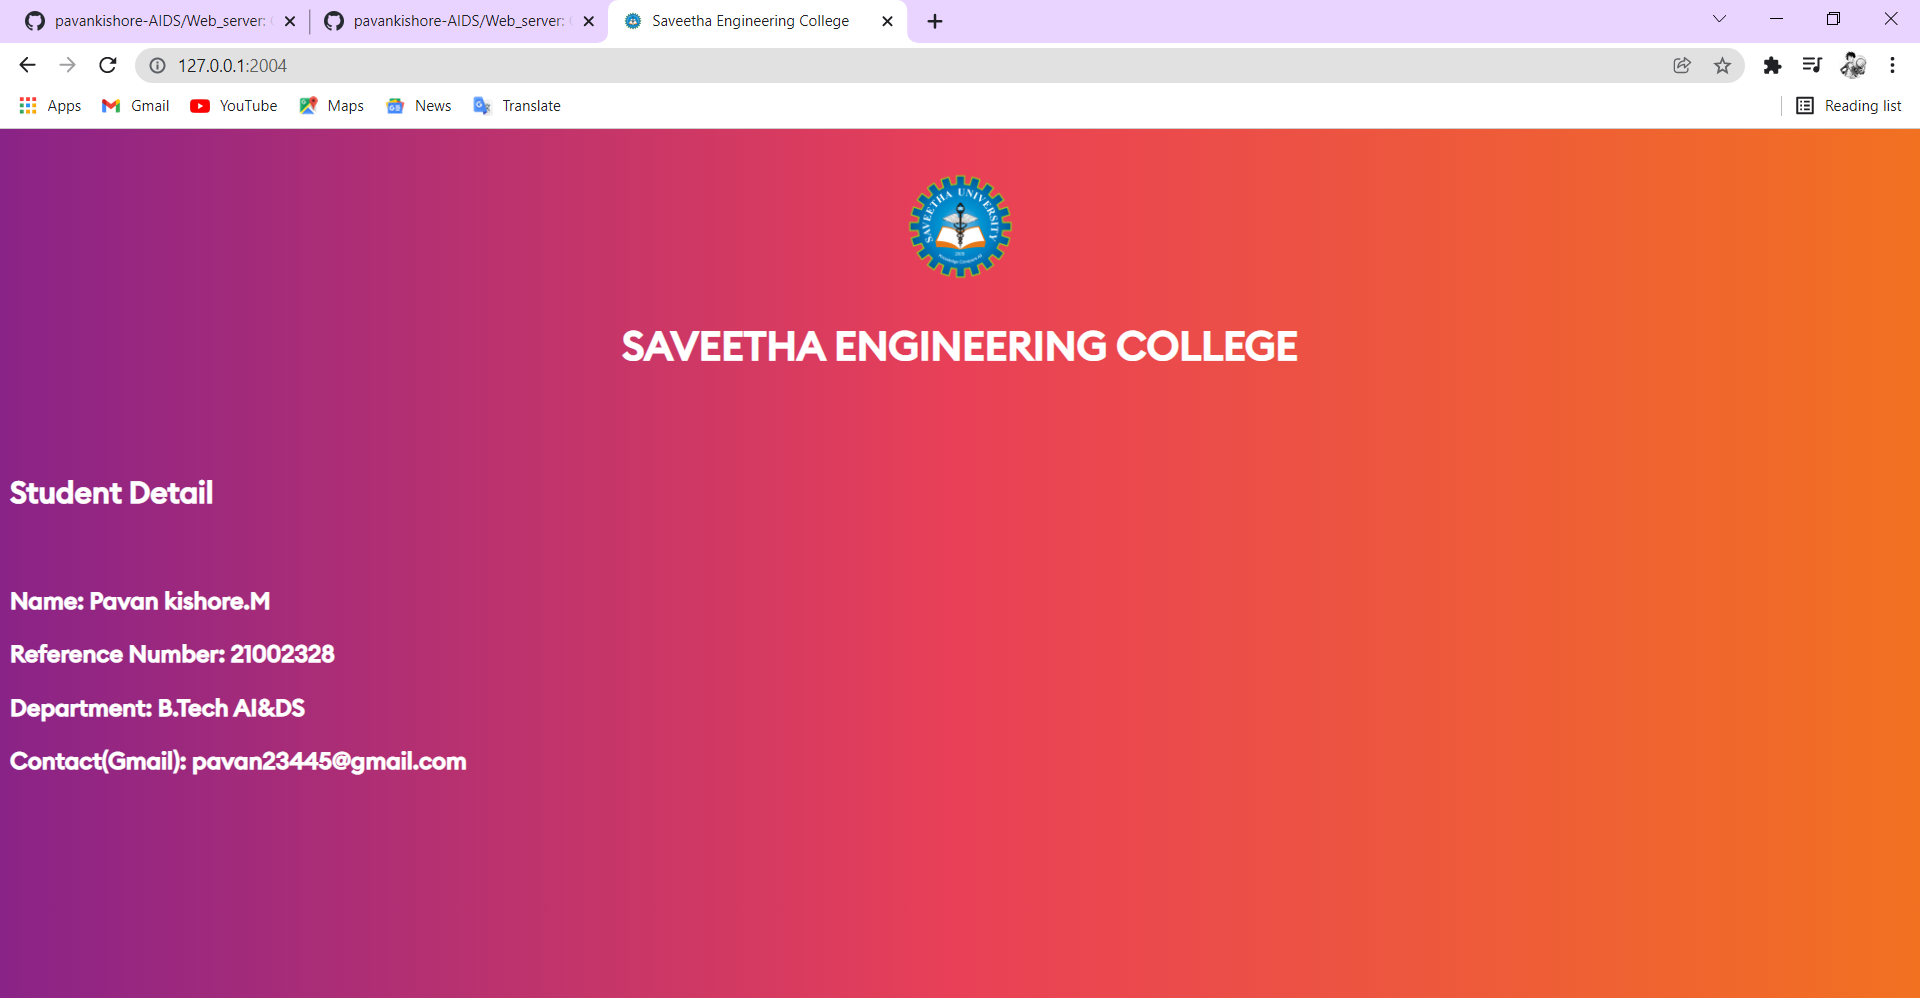 pavankishore-AIDS/Web_server:
pavankishore-AIDS/Web_server:
Saveetha Engineering College
127.0.0.1:2004
Apps
Gmail
YouTube
Maps
News
Translate
Reading list
SAVEETHA UNIVERSITY
SAVEETHA ENGINEERING COLLEGE
Student Detail
Name: Pavan kishore.M
Reference Number: 21002328
Department: B.Tech AI&DS
Contact(Gmail): pavan23445@gmail.com